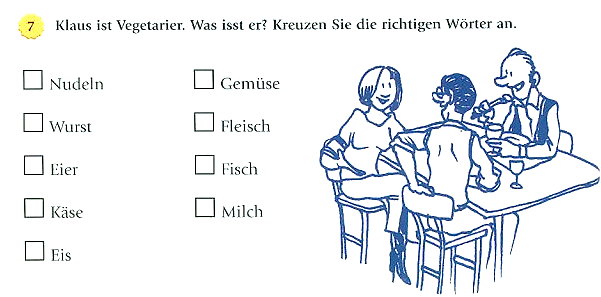 7 Klaus ist Vegetarier. Was isst er? Kreuzen Sie die richtigen Wörter an.
Nudeln
Wurst
Eier
Käse
Eis
Gemüse
Fleisch
Fisch
Milch